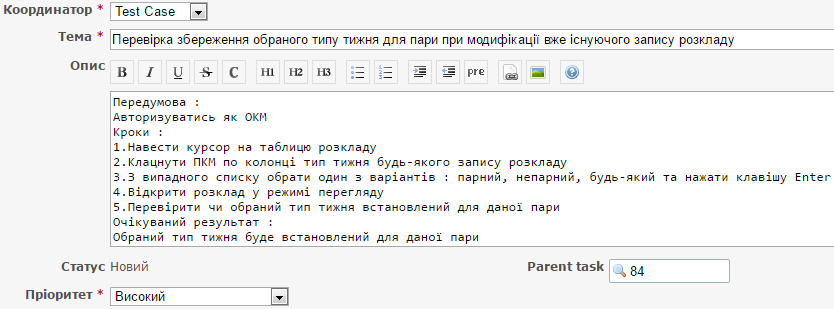 Координатор * Test Case
Тема * Перевірка збереження обраного типу тижня для пари при модифікації вже існуючого запису розкладу
Опис B I U S C H1 H2 H3 pre
Передумова :
Авторизуватись як ОКМ
Кроки :
1.Навести курсор на таблицю розкладу
2.Клацнути ПКМ по колонці тип тижня будь-якого запису розкладу
3.З випадного списку обрати один з варіантів : парний, непарний, будь-який та нажати клавішу Enter
4.Відкрити розклад у режимі перегляду
5.Перевірити чи обраний тип тижня встановлений для даної пари
Очікуваний результат :
Обраний тип тижня буде встановлений для даної пари
Статус Новий Parent task 84
Пріоритет * Високий